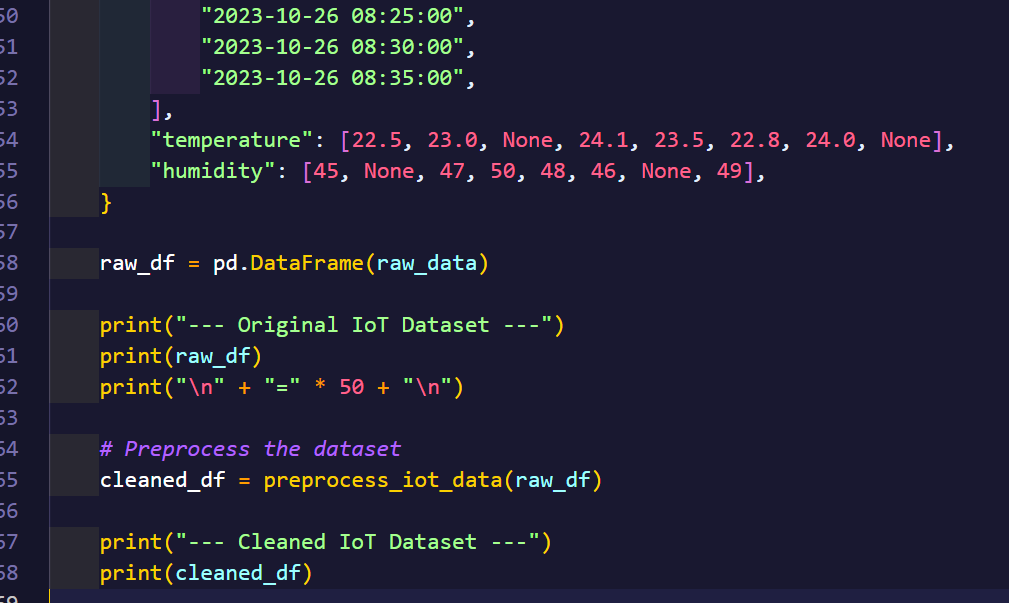 50 "2023-10-26 08:25:00",
51 "2023-10-26 08:30:00",
52 "2023-10-26 08:35:00",
53 ],
54 "temperature": [22.5, 23.0, None, 24.1, 23.5, 22.8, 24.0, None],
55 "humidity": [45, None, 47, 50, 48, 46, None, 49],
56 }
57
58 raw_df = pd.DataFrame(raw_data)
59
60 print("--- Original IoT Dataset ---")
61 print(raw_df)
62 print("\n" + "=" * 50 + "\n")
63
64 # Preprocess the dataset
65 cleaned_df = preprocess_iot_data(raw_df)
66
67 print("--- Cleaned IoT Dataset ---")
68 print(cleaned_df)
69